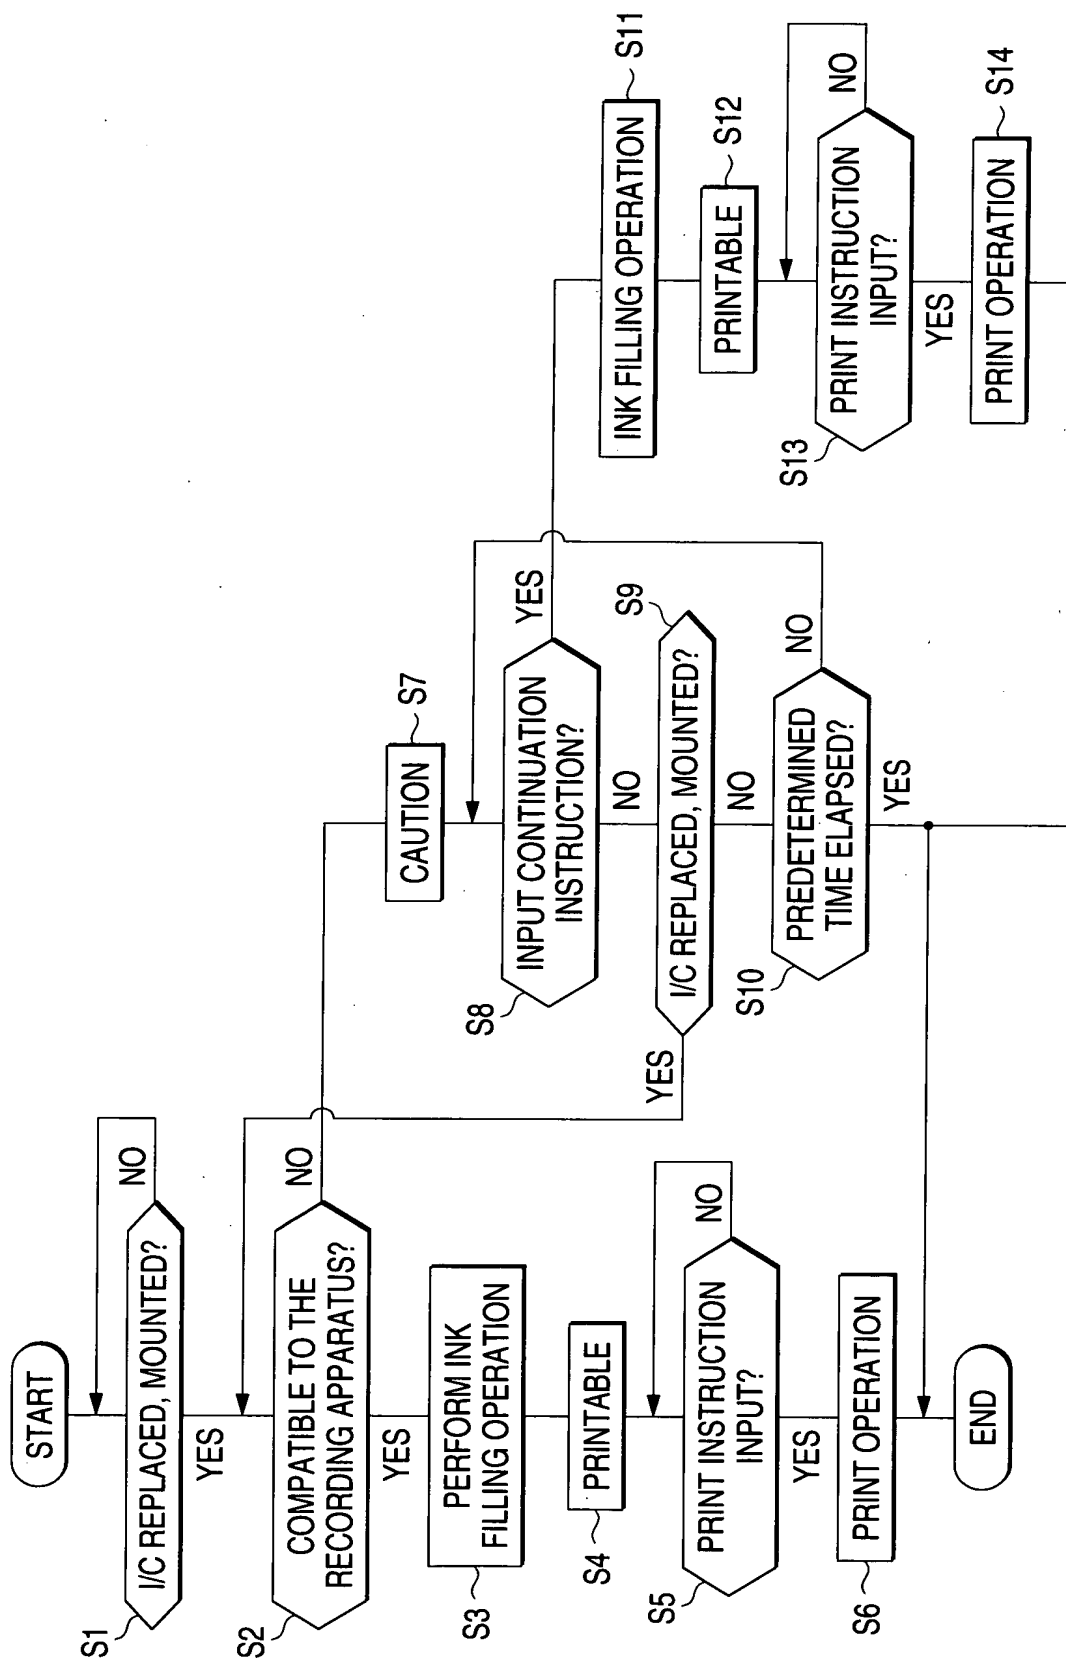 START
S1
I/C REPLACED, MOUNTED?
NO
YES
S2
COMPATIBLE TO THE
RECORDING APPARATUS?
NO
YES
S3
PERFORM INK
FILLING OPERATION
S4
PRINTABLE
S5
PRINT INSTRUCTION
INPUT?
NO
YES
S6
PRINT OPERATION
END
S7
CAUTION
S8
INPUT CONTINUATION
INSTRUCTION?
YES
NO
S9
I/C REPLACED, MOUNTED?
YES
NO
S10
PREDETERMINED
TIME ELAPSED?
NO
YES
S11
INK FILLING OPERATION
S12
PRINTABLE
S13
PRINT INSTRUCTION
INPUT?
NO
YES
S14
PRINT OPERATION